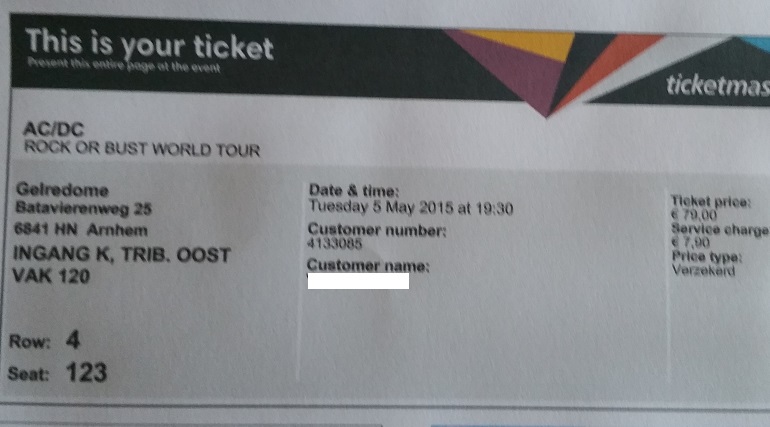 This is your ticket
Present this entire page at the event
ticketmas
AC/DC
ROCK OR BUST WORLD TOUR
Gelredome
Batavierenweg 25
6841 HN Arnhem
INGANG K, TRIB. OOST
VAK 120
Row: 4
Seat: 123
Date & time:
Tuesday 5 May 2015 at 19:30
Customer number:
4133085
Customer name:
Ticket price:
€ 79,00
Service charge
€ 7,90
Price type:
Verzekerd